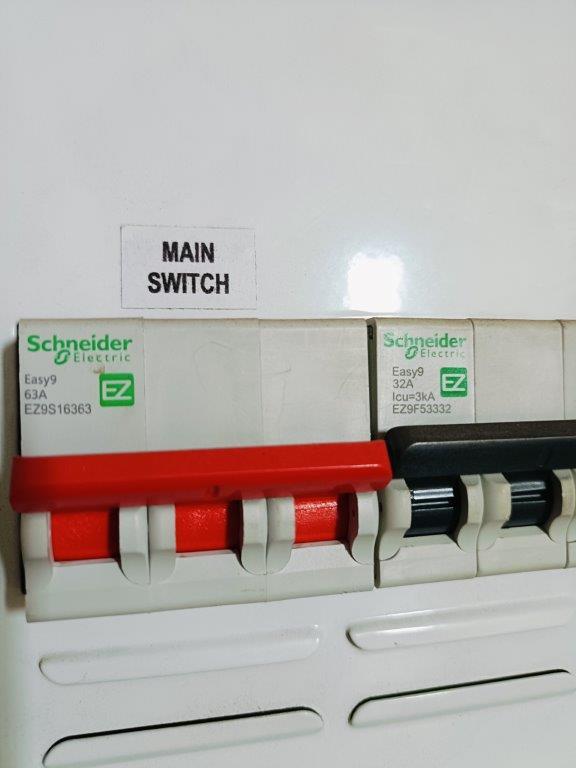 MAIN
SWITCH
Schneider
Electric
Easy9
63A
EZ9S16363
EZ
Schneider
Electric
Easy9
32A
Icu=3kA
EZ9F53332
EZ